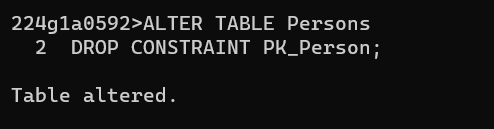 224g1a0592>ALTER TABLE Persons
2 DROP CONSTRAINT PK_Person;
Table altered.